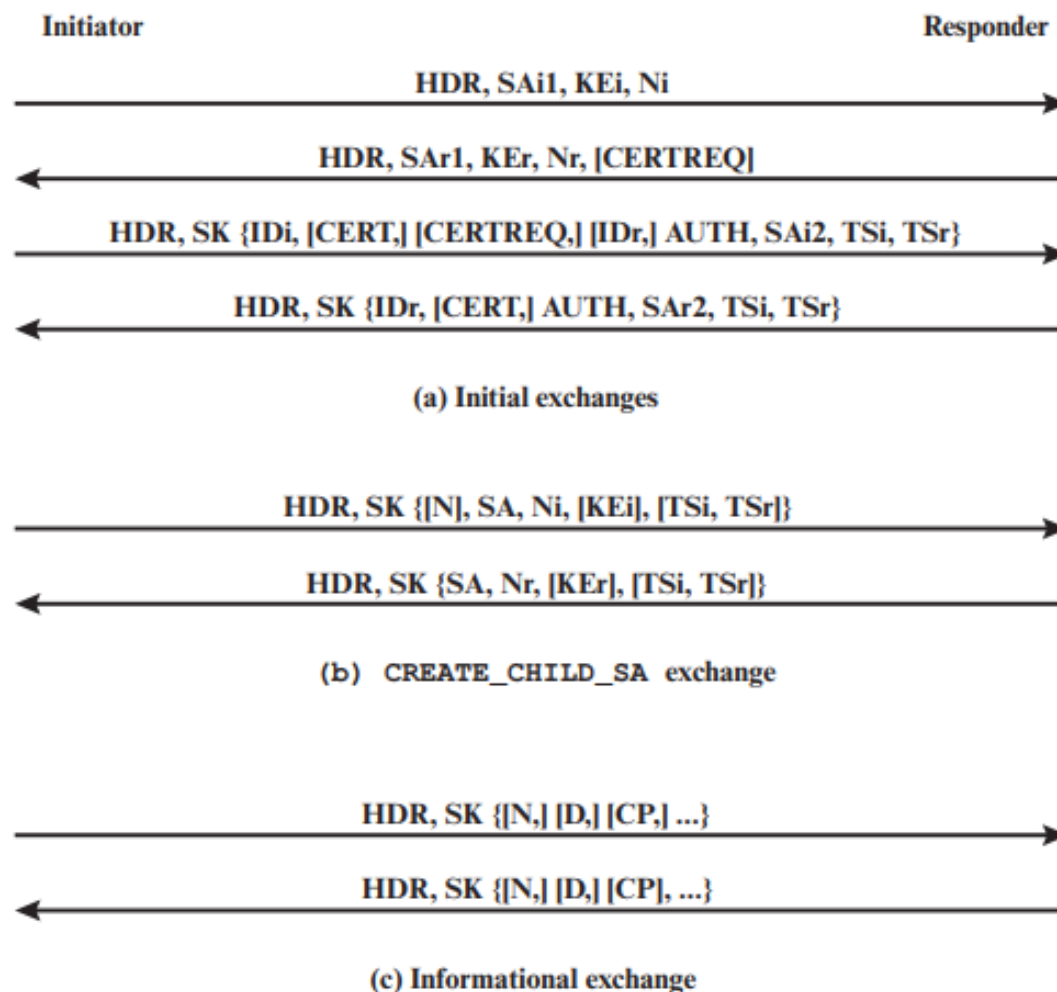 Initiator Responder
HDR, SAi1, KEi, Ni
HDR, SAr1, KEr, Nr, [CERTREQ]
HDR, SK {IDi, [CERT,] [CERTREQ,] [IDr,] AUTH, SAi2, TSi, TSr}
HDR, SK {IDr, [CERT,] AUTH, SAr2, TSi, TSr}
(a) Initial exchanges
HDR, SK {[N], SA, Ni, [KEi], [TSi, TSr]}
HDR, SK {SA, Nr, [KEr], [TSi, TSr]}
(b) CREATE_CHILD_SA exchange
HDR, SK {[N,] [D,] [CP,] ...}
HDR, SK {[N,] [D,] [CP], ...}
(c) Informational exchange